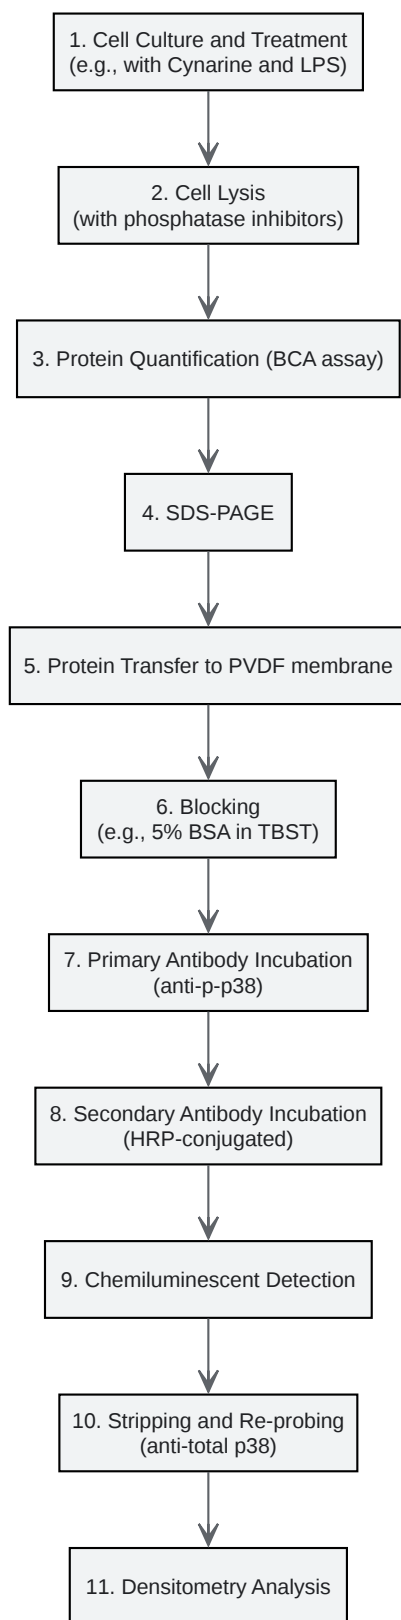 1. Cell Culture and Treatment
(e.g., with Cynarine and LPS)
2. Cell Lysis
(with phosphatase inhibitors)
3. Protein Quantification (BCA assay)
4. SDS-PAGE
5. Protein Transfer to PVDF membrane
6. Blocking
(e.g., 5% BSA in TBST)
7. Primary Antibody Incubation
(anti-p-p38)
8. Secondary Antibody Incubation
(HRP-conjugated)
9. Chemiluminescent Detection
10. Stripping and Re-probing
(anti-total p38)
11. Densitometry Analysis